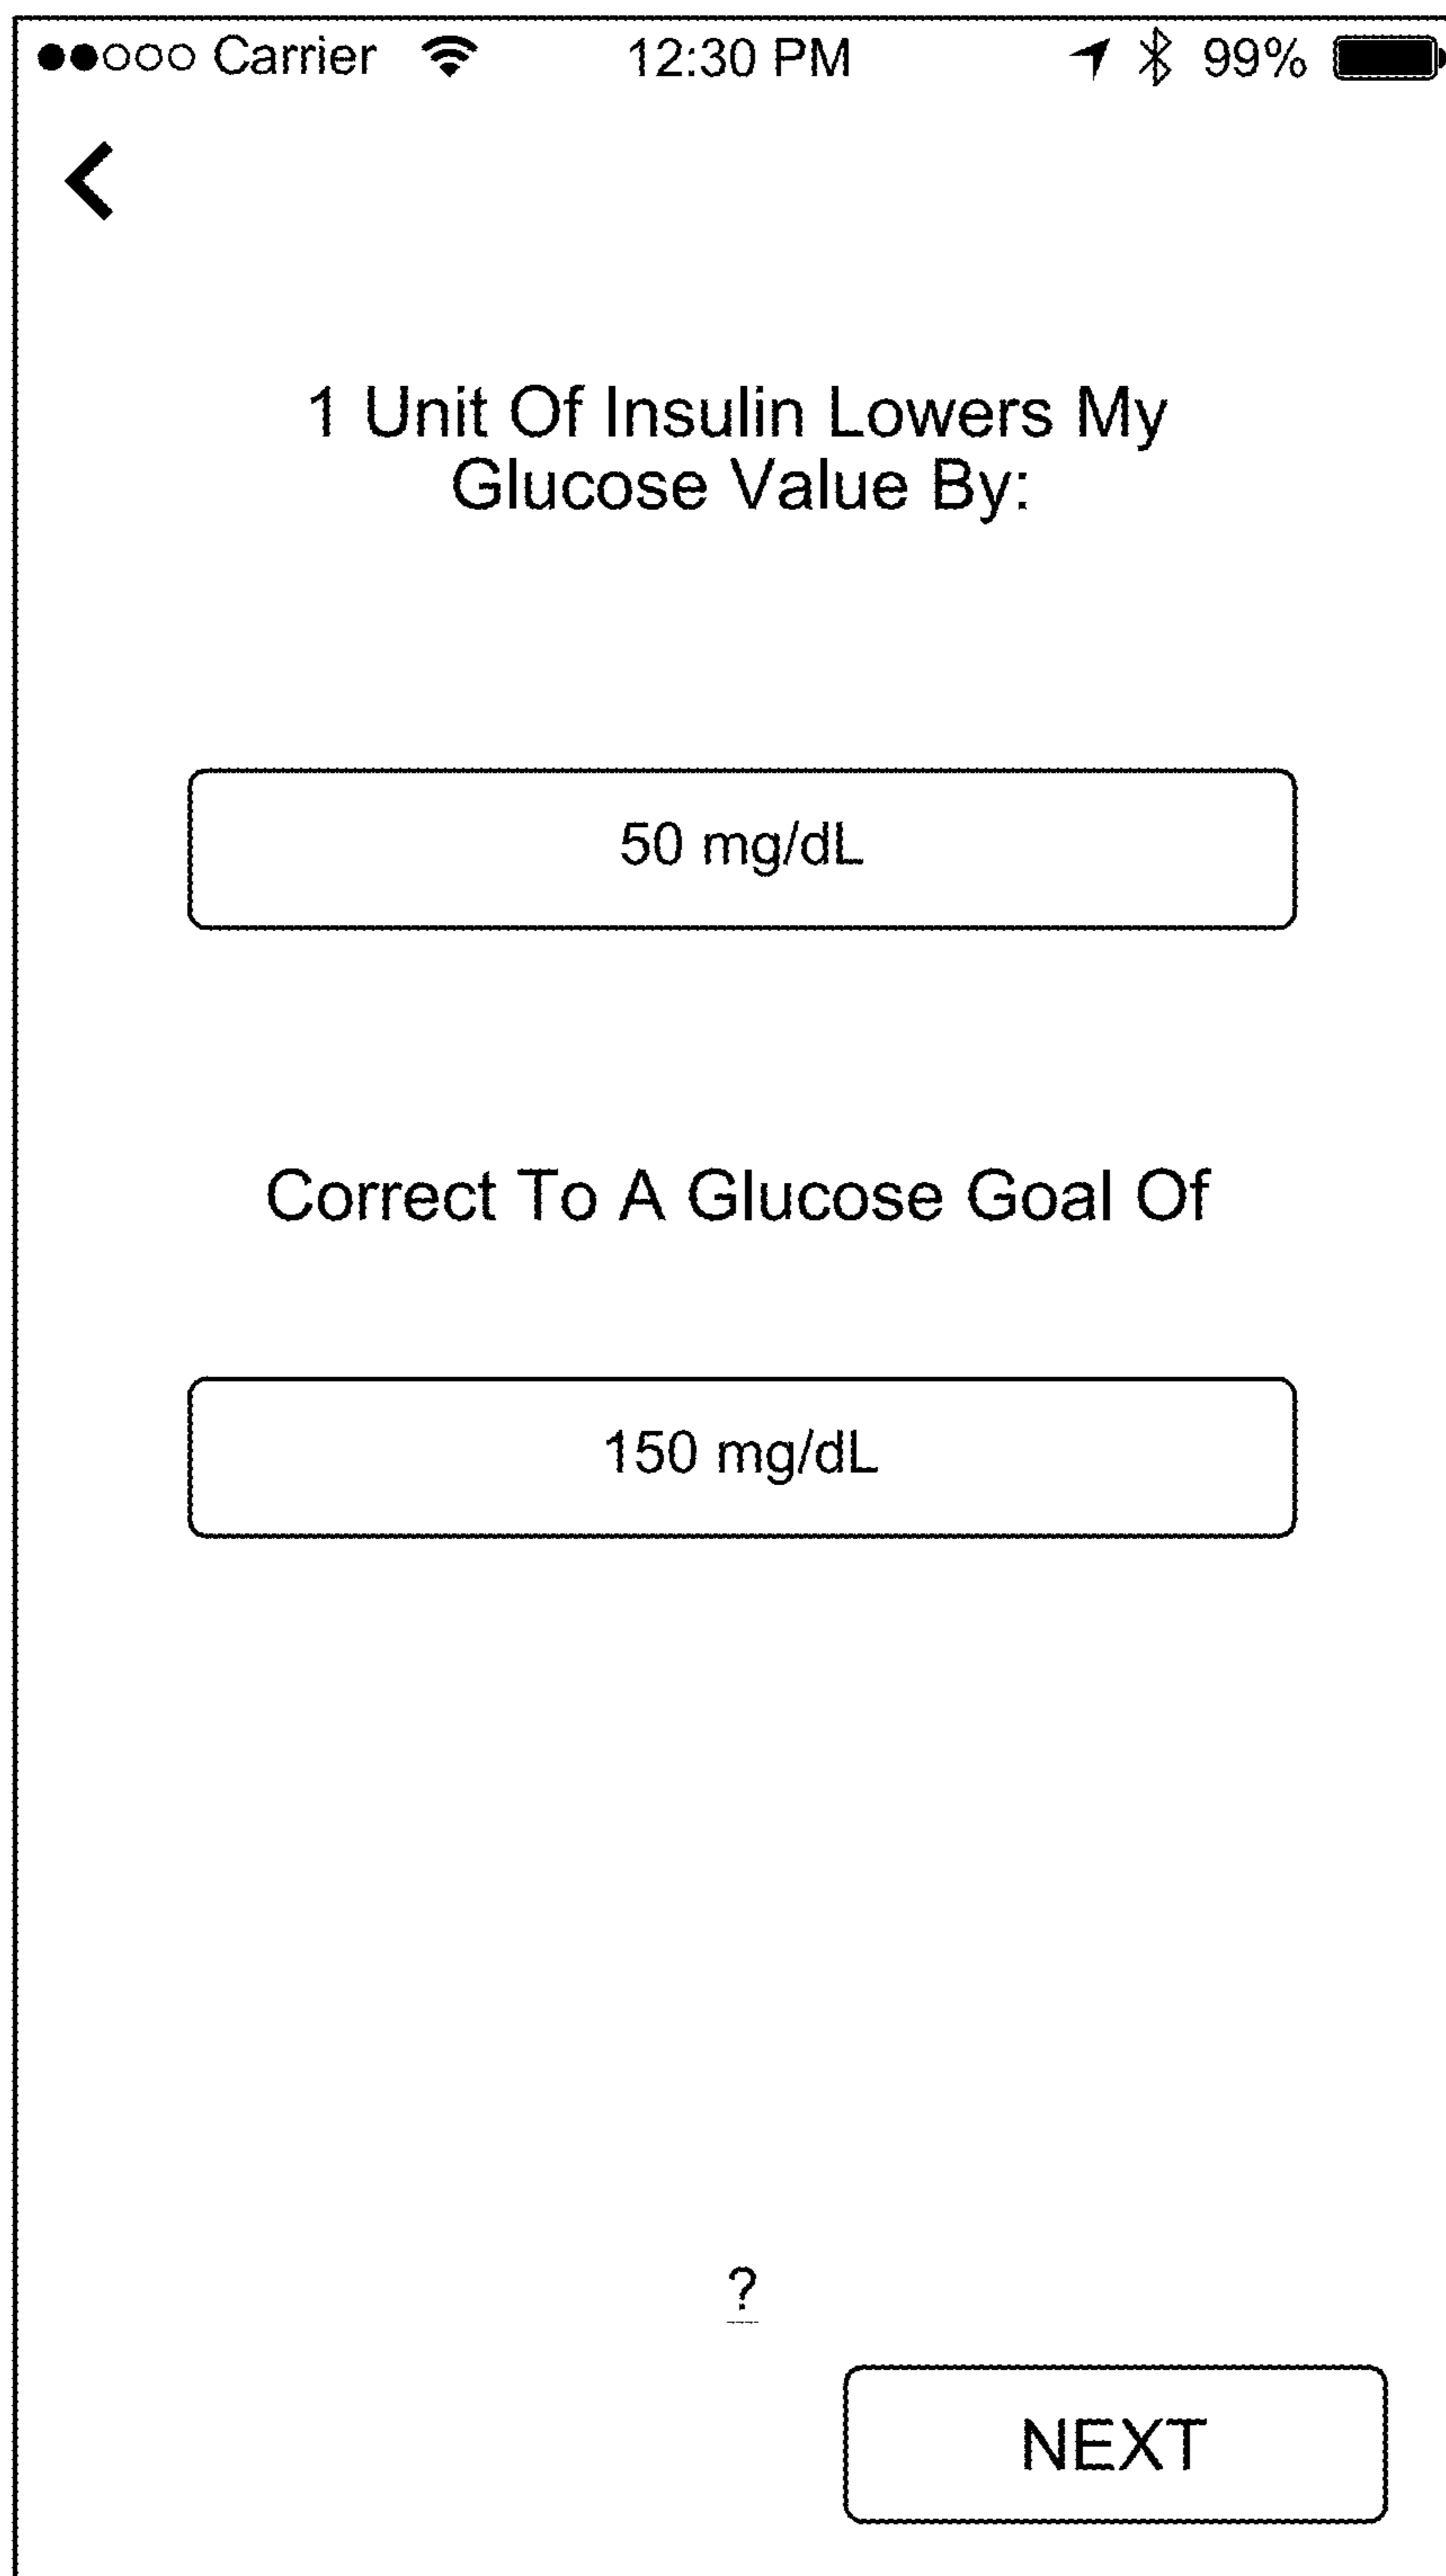 Carrier 12:30 PM 99%
1 Unit Of Insulin Lowers My
Glucose Value By:
50 mg/dL
Correct To A Glucose Goal Of
150 mg/dL
?
NEXT